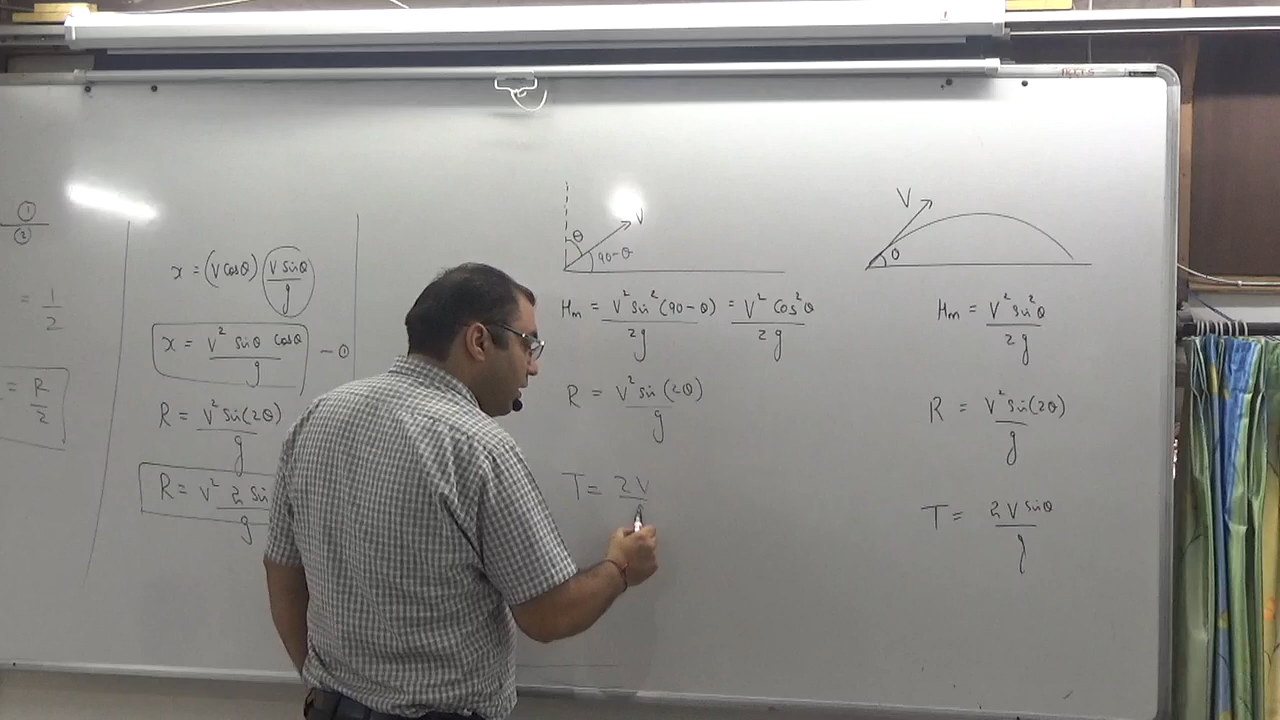 ①
②
= 1/2
= R/2
x = (V cosθ) (V sinθ / g)
x = V² sinθ cosθ / g — ①
R = V² sin(2θ) / g
R = V² 2 Sin / g
θ V
90-θ
Hm = V² sin²(90-θ) / 2g = V² Cos²θ / 2g
R = V² sin(2θ) / g
T = 2V
V
θ
Hm = V² sin²θ / 2g
R = V² sin(2θ) / g
T = 2V sinθ / g